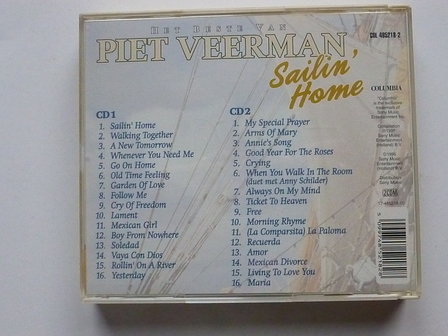 HET BESTE VAN
PIET VEERMAN
Sailin'
Home
COL 485218 2
COLUMBIA
CD 1
1. Sailin' Home
2. Walking Together
3. A New Tomorrow
4. Whenever You Need Me
5. Go On Home
6. Old Time Feeling
7. Garden Of Love
8. Follow Me
9. Cry Of Freedom
10. Lament
11. Mexican Girl
12. Boy From Nowhere
13. Soledad
14. Vaya Con Dios
15. Rollin' On A River
16. Yesterday
CD 2
1. My Special Prayer
2. Arms Of Mary
3. Annie's Song
4. Good Year For The Roses
5. Crying
6. When You Walk In The Room
(duet met Anny Schilder)
7. Always On My Mind
8. Ticket To Heaven
9. Free
10. Morning Rhyme
11. (La Comparsita) La Paloma
12. Recuerda
13. Amor
14. Mexican Divorce
15. Living To Love You
16. Maria